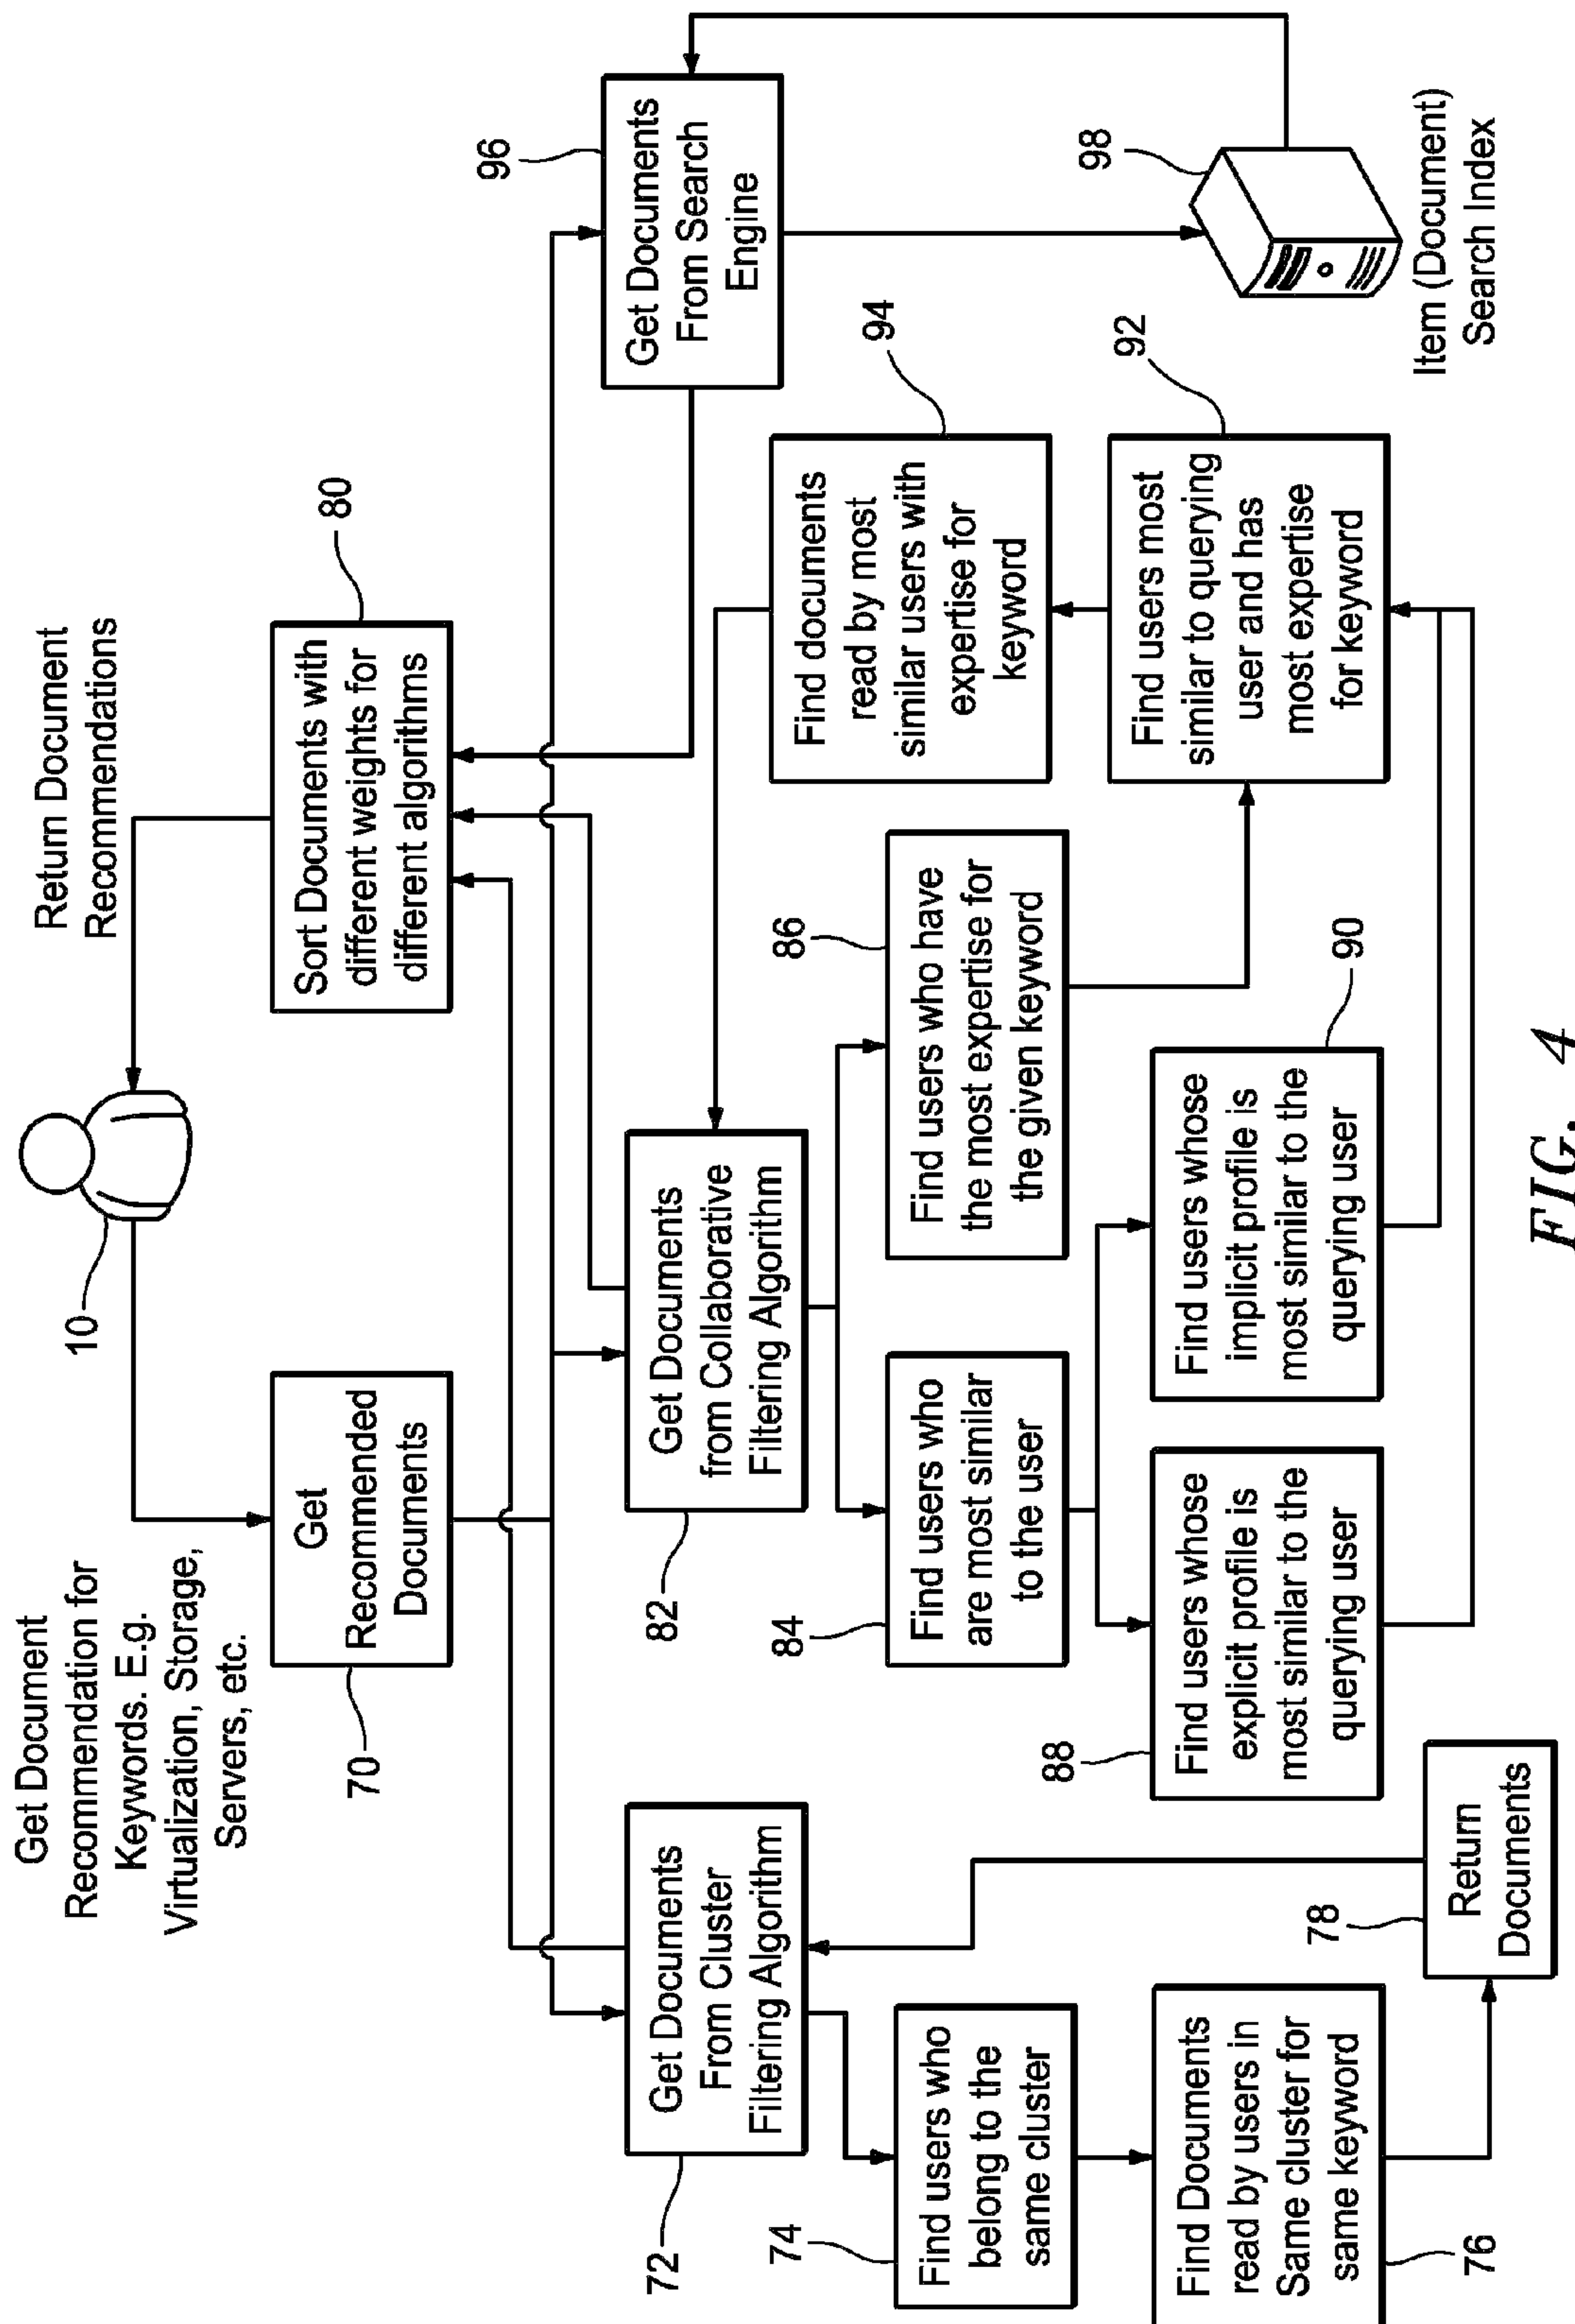 Get Document
Recommendation for
Keywords. E.g.
Virtualization, Storage,
Servers, etc.
10
Return Document
Recommendations
Get
Recommended
Documents
70
Sort Documents with
different weights for
different algorithms
80
Get Documents
From Cluster
Filtering Algorithm
72
Get Documents
from Collaborative
Filtering Algorithm
82
Get Documents
From Search
Engine
96
Find users who
belong to the
same cluster
74
Find Documents
read by users in
Same cluster for
same keyword
76
Return
Documents
78
Find users who
are most similar
to the user
84
Find users who have
the most expertise for
the given keyword
86
Find users whose
explicit profile is
most similar to the
querying user
88
Find users whose
implicit profile is
most similar to the
querying user
90
Find documents
read by most
similar users with
expertise for
keyword
94
Find users most
similar to querying
user and has
most expertise
for keyword
92
98
Item (Document)
Search Index
FIG. 4